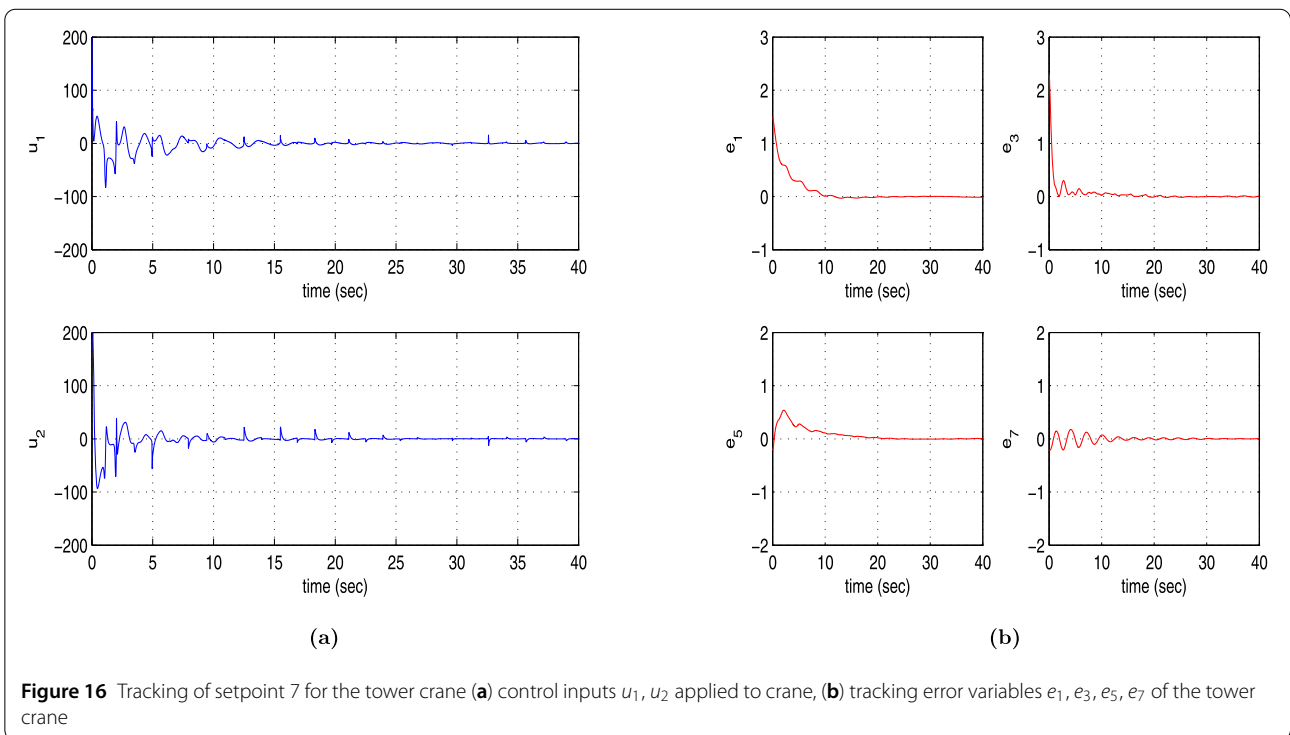 200
100
0
−100
−200
u1
0 5 10 15 20 25 30 35 40
time (sec)
200
100
0
−100
−200
u2
0 5 10 15 20 25 30 35 40
time (sec)
(a)
3
2
1
0
−1
e1
0 10 20 30 40
time (sec)
3
2
1
0
−1
e3
0 10 20 30 40
time (sec)
2
1
0
−1
−2
e5
0 10 20 30 40
time (sec)
2
1
0
−1
−2
e7
0 10 20 30 40
time (sec)
(b)
Figure 16 Tracking of setpoint 7 for the tower crane (a) control inputs u1, u2 applied to crane, (b) tracking error variables e1, e3, e5, e7 of the tower
crane